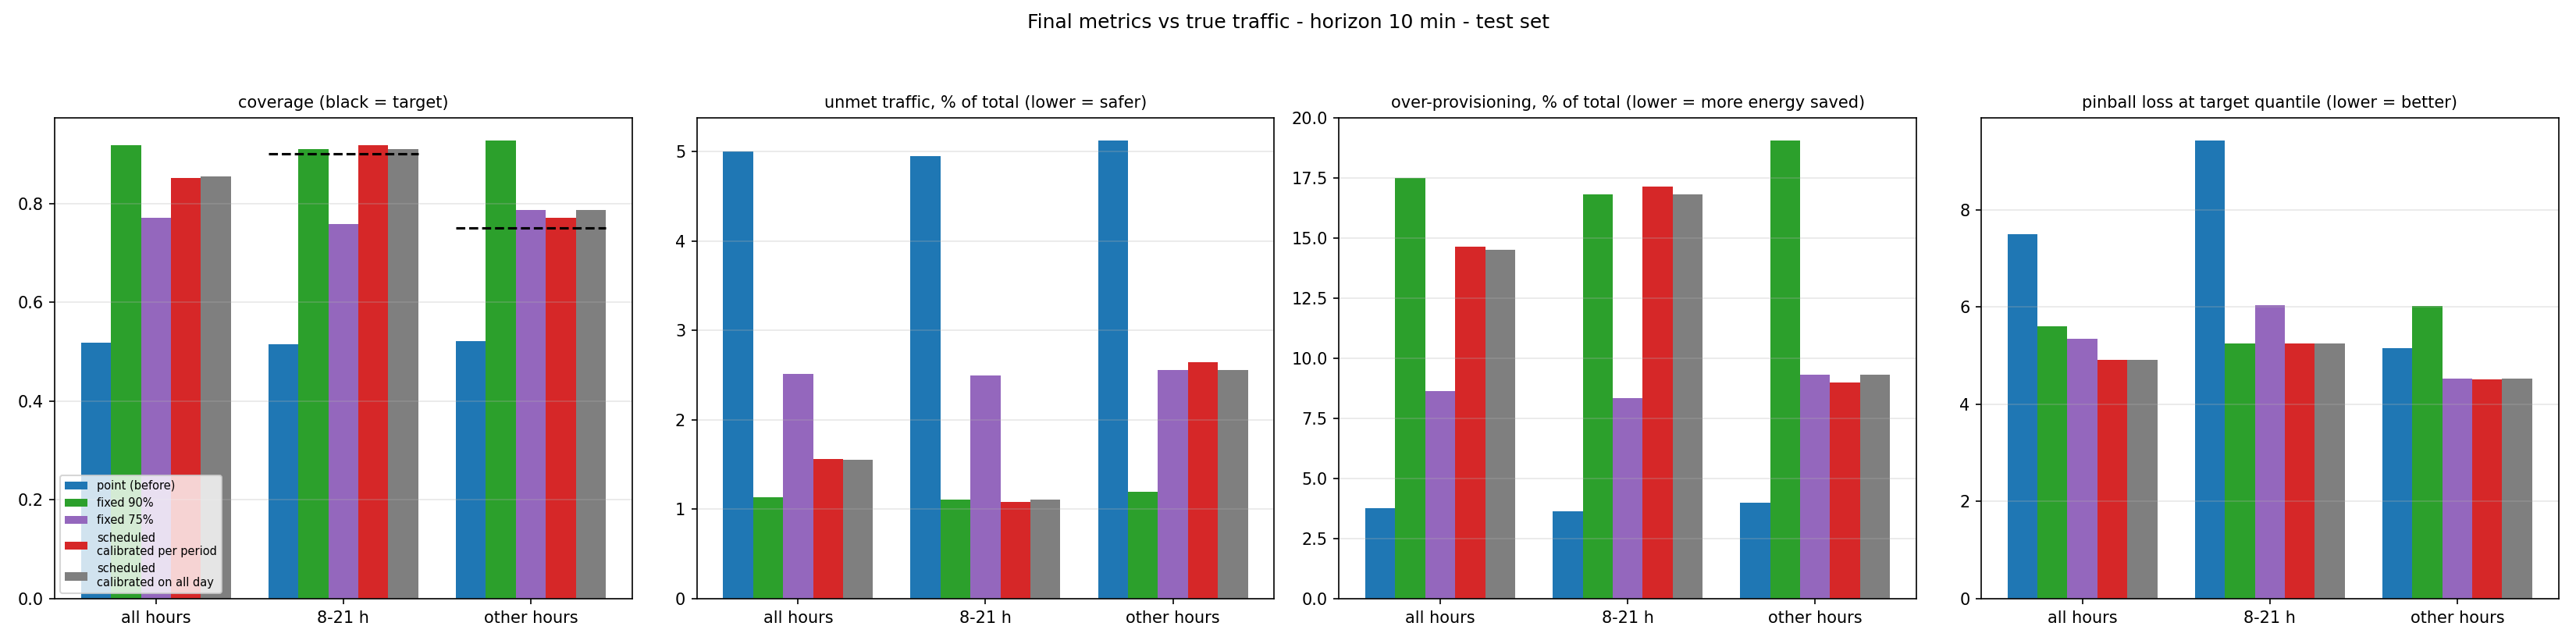 Final metrics vs true traffic - horizon 10 min - test set
coverage (black = target)
0.8
0.6
0.4
0.2
0.0
point (before)
fixed 90%
fixed 75%
scheduled
calibrated per period
scheduled
calibrated on all day
all hours
8-21 h
other hours
unmet traffic, % of total (lower = safer)
5
4
3
2
1
0
all hours
8-21 h
other hours
over-provisioning, % of total (lower = more energy saved)
20.0
17.5
15.0
12.5
10.0
7.5
5.0
2.5
0.0
all hours
8-21 h
other hours
pinball loss at target quantile (lower = better)
8
6
4
2
0
all hours
8-21 h
other hours